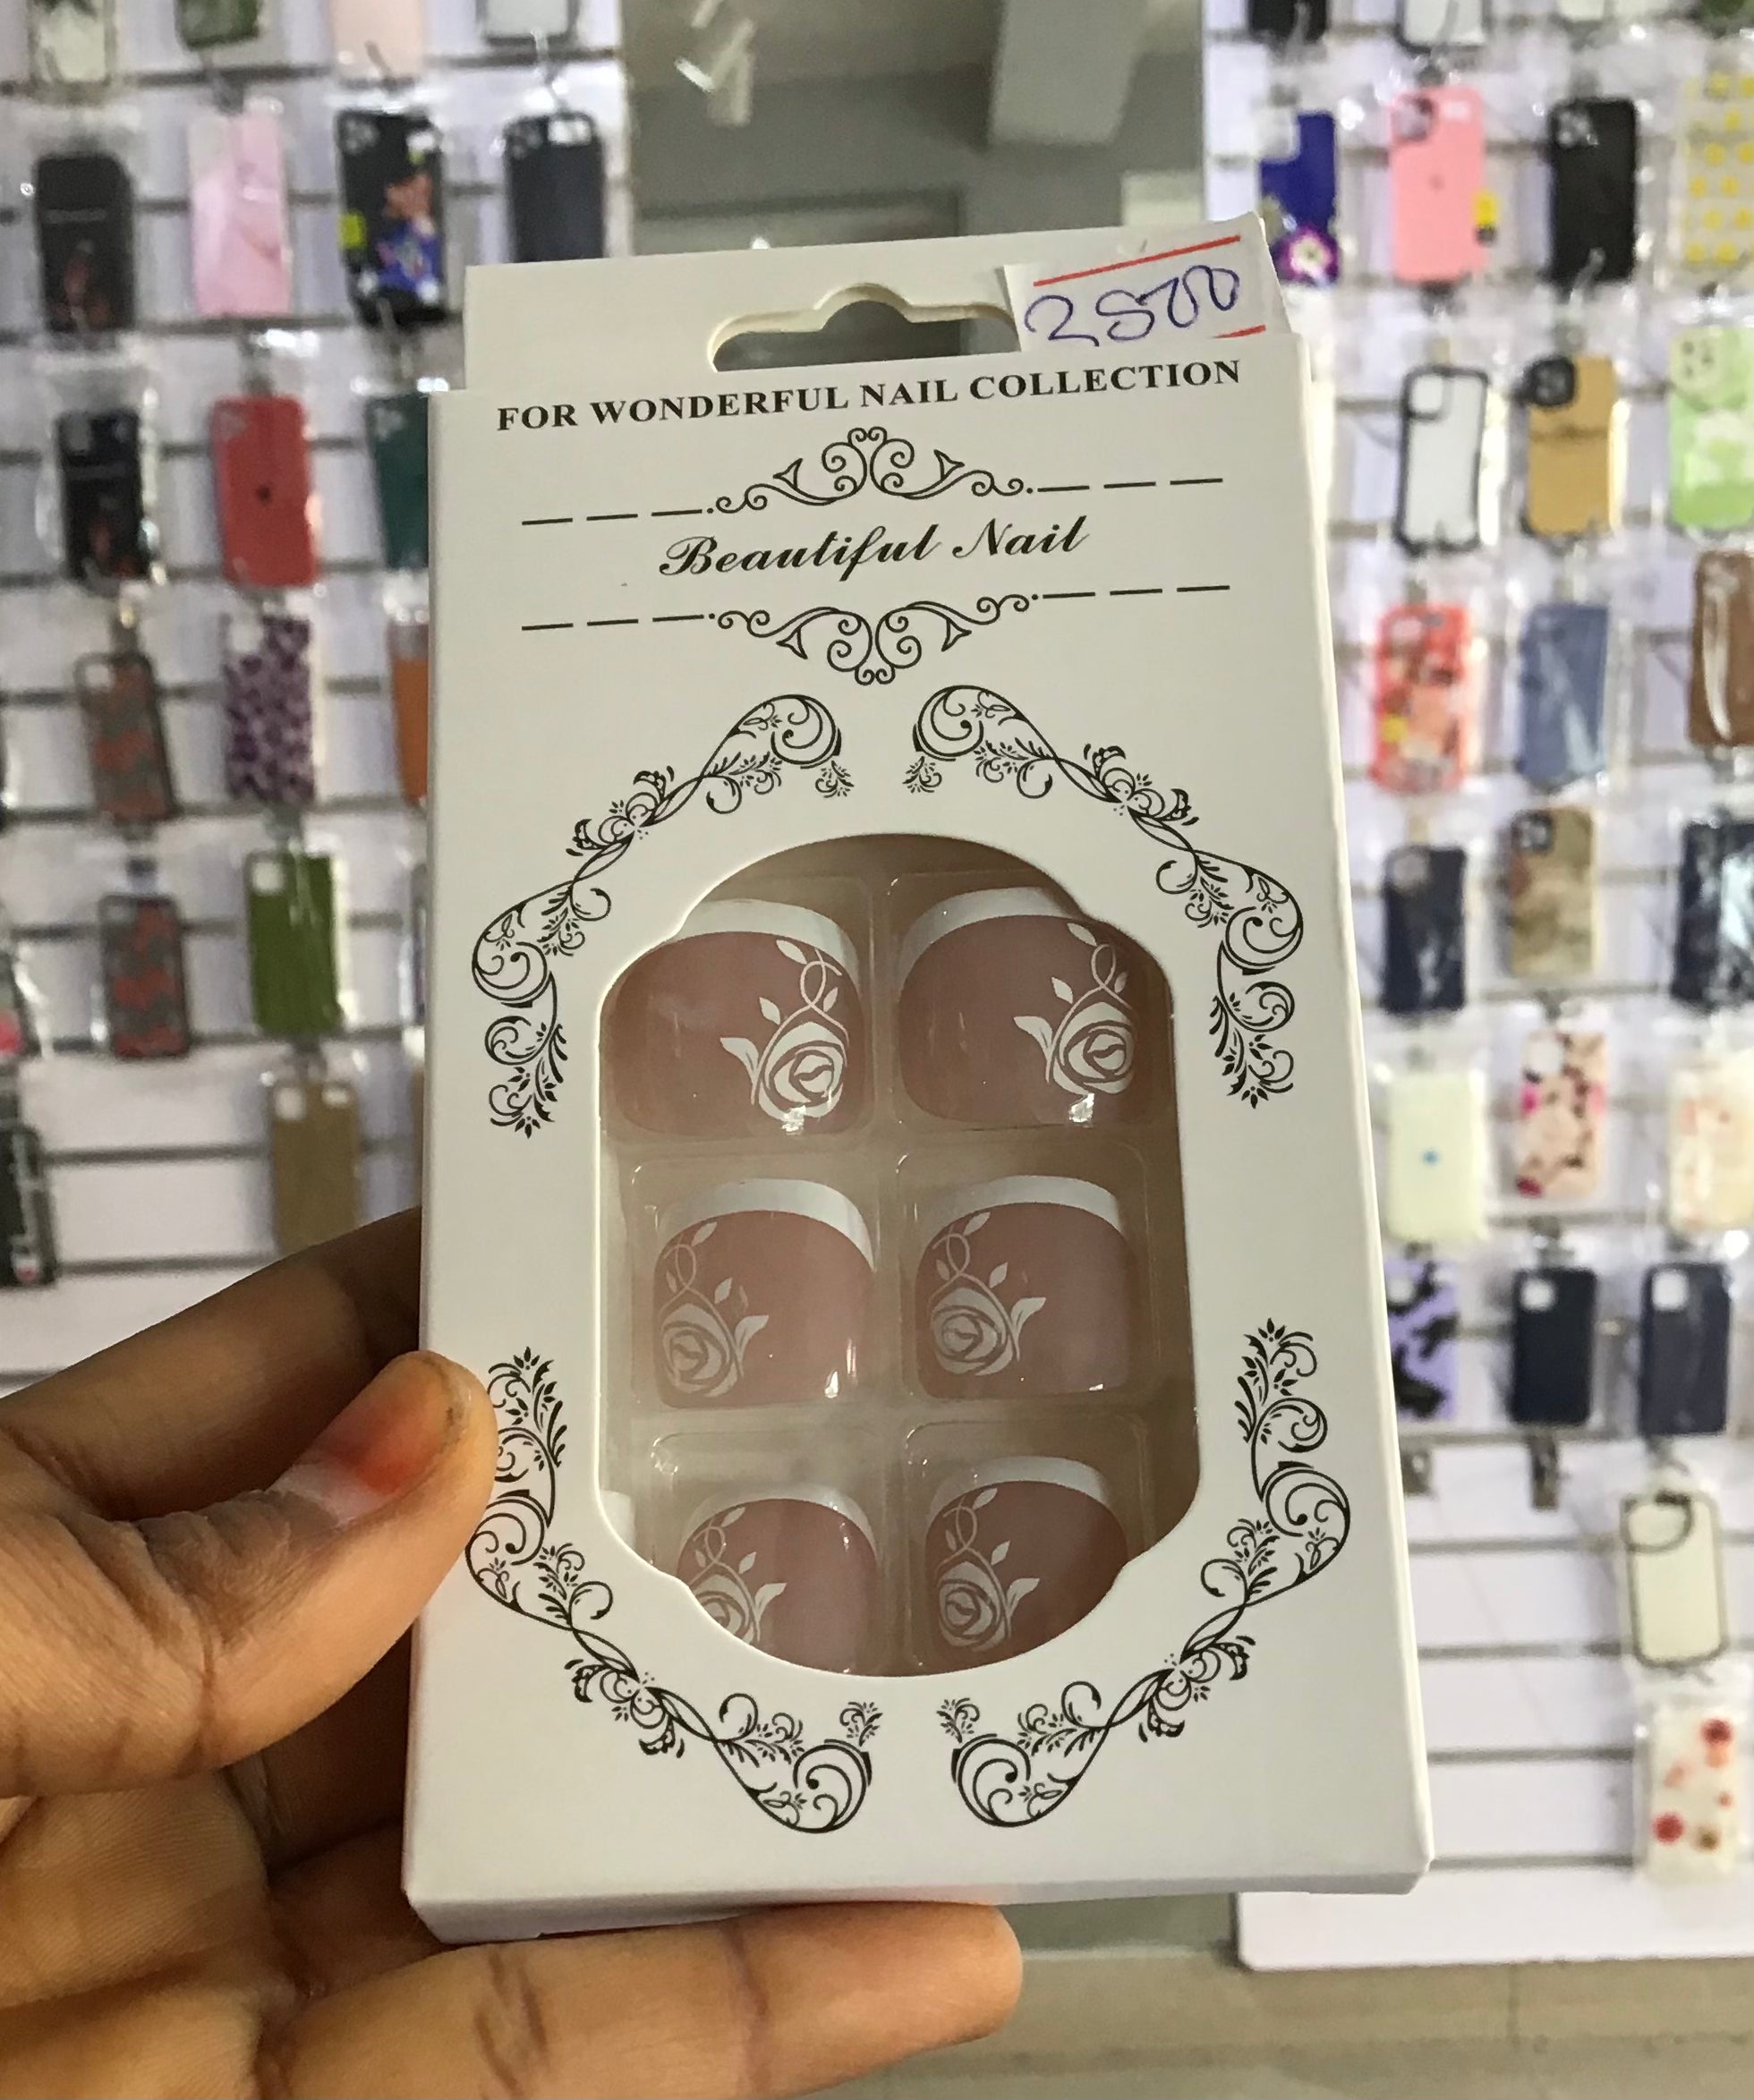 2500
FOR WONDERFUL NAIL COLLECTION
Beautiful Nail